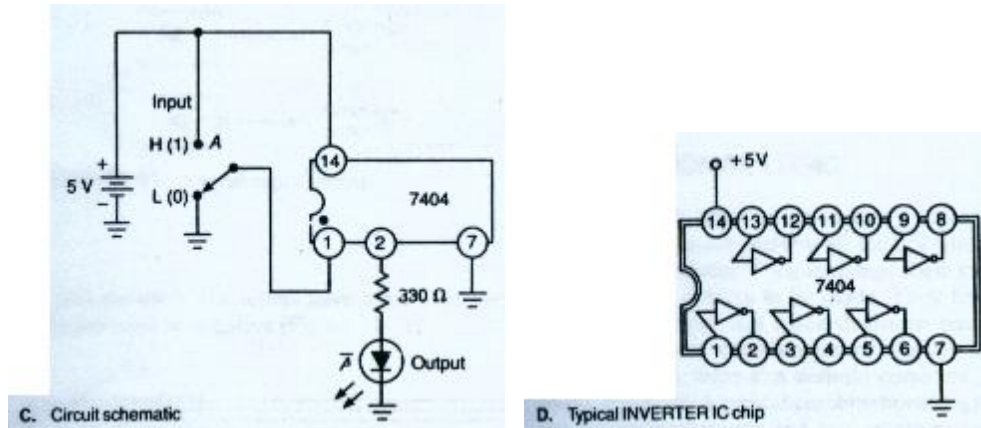 Input
H (1) A
+
5 V
−
L (0)
14
7404
1 2 7
330 Ω
A̅ Output
C. Circuit schematic
+5V
14 13 12 11 10 9 8
7404
1 2 3 4 5 6 7
D. Typical INVERTER IC chip